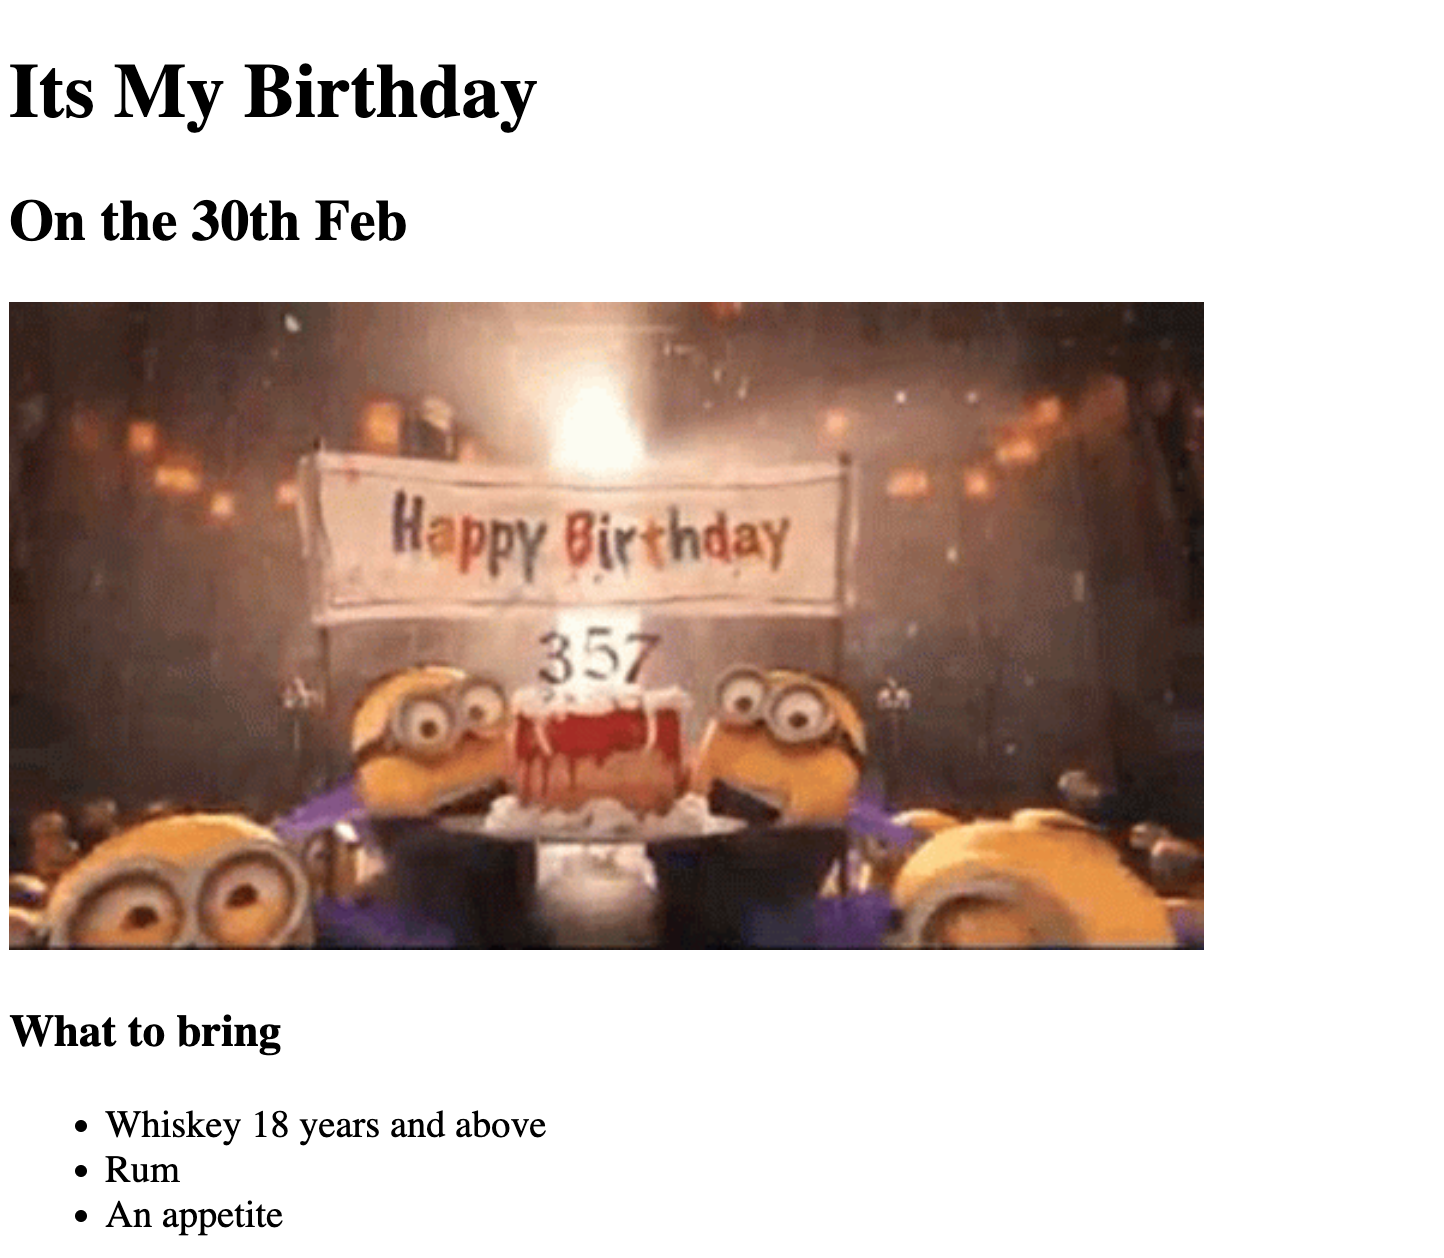 Its My Birthday
On the 30th Feb
Happy Birthday
357
What to bring
Whiskey 18 years and above
Rum
An appetite